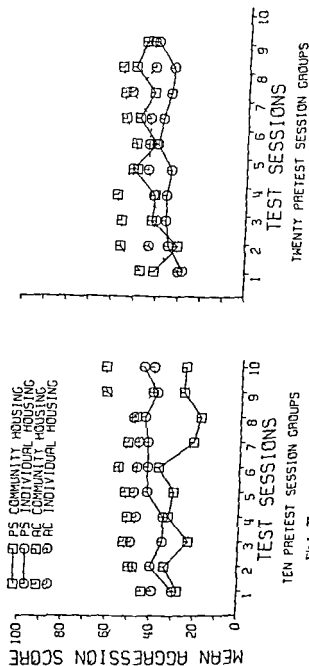 PS COMMUNITY HOUSING
PS INDIVIDUAL HOUSING
AC COMMUNITY HOUSING
AC INDIVIDUAL HOUSING
MEAN AGGRESSION SCORE
100
80
60
40
20
0
1 2 3 4 5 6 7 8 9 10
TEST SESSIONS
TEN PRETEST SESSION GROUPS
1 2 3 4 5 6 7 8 9 10
TEST SESSIONS
TWENTY PRETEST SESSION GROUPS